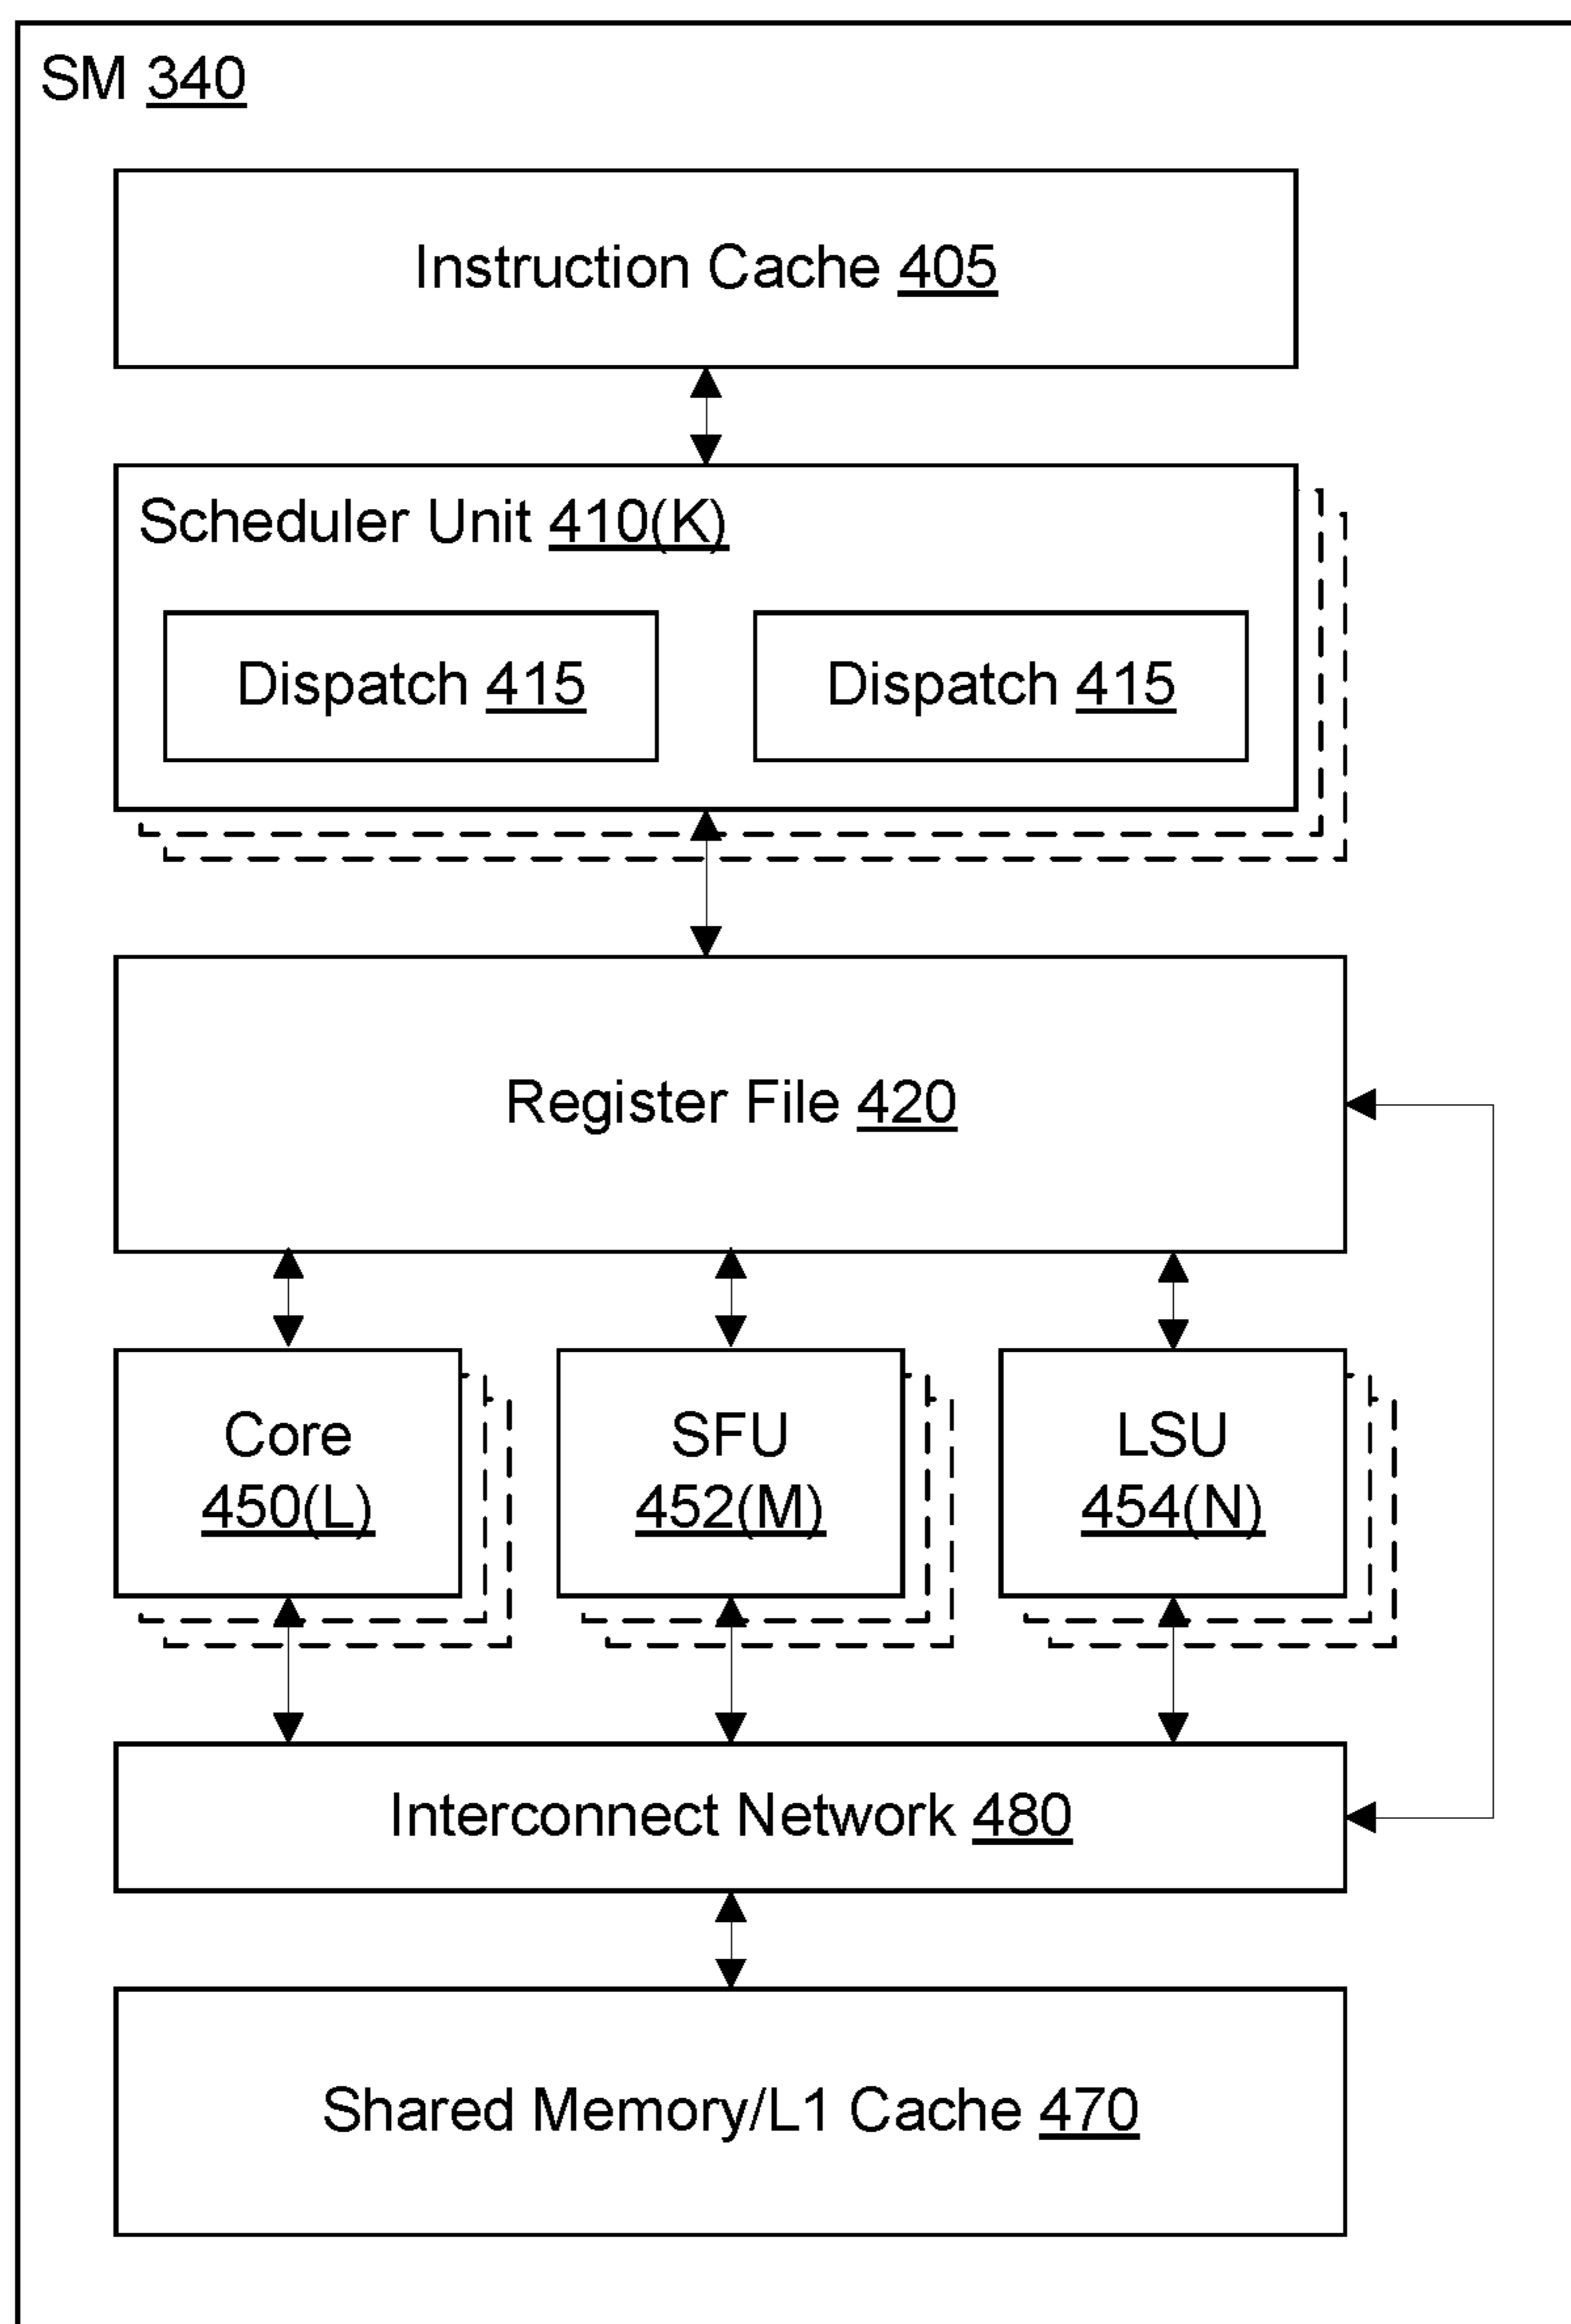 SM 340
Instruction Cache 405
Scheduler Unit 410(K)
Dispatch 415
Dispatch 415
Register File 420
Core
450(L)
SFU
452(M)
LSU
454(N)
Interconnect Network 480
Shared Memory/L1 Cache 470